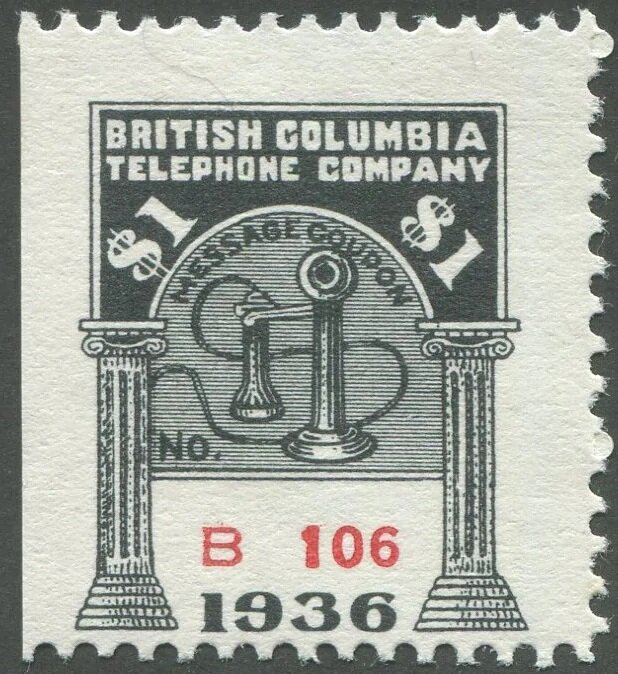 BRITISH COLUMBIA
TELEPHONE COMPANY
$1 $1
MESSAGE COUPON
No.
B 106
1936